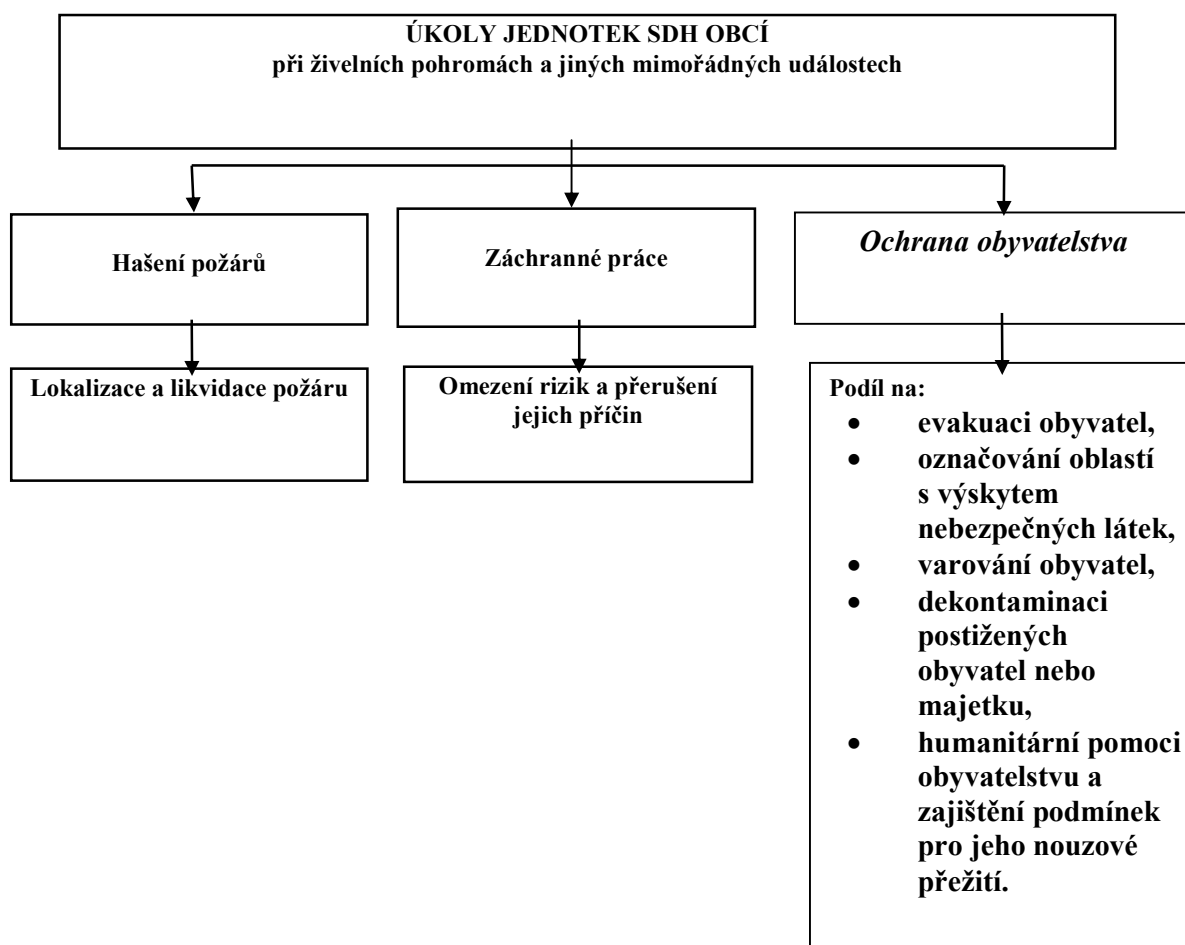 ÚKOLY JEDNOTEK SDH OBCÍ
při živelních pohromách a jiných mimořádných událostech
Hašení požárů
Záchranné práce
Ochrana obyvatelstva
Lokalizace a likvidace požáru
Omezení rizik a přerušení
jejich příčin
Podíl na:
• evakuaci obyvatel,
• označování oblastí
s výskytem
nebezpečných látek,
• varování obyvatel,
• dekontaminaci
postižených
obyvatel nebo
majetku,
• humanitární pomoci
obyvatelstvu a
zajištění podmínek
pro jeho nouzové
přežití.